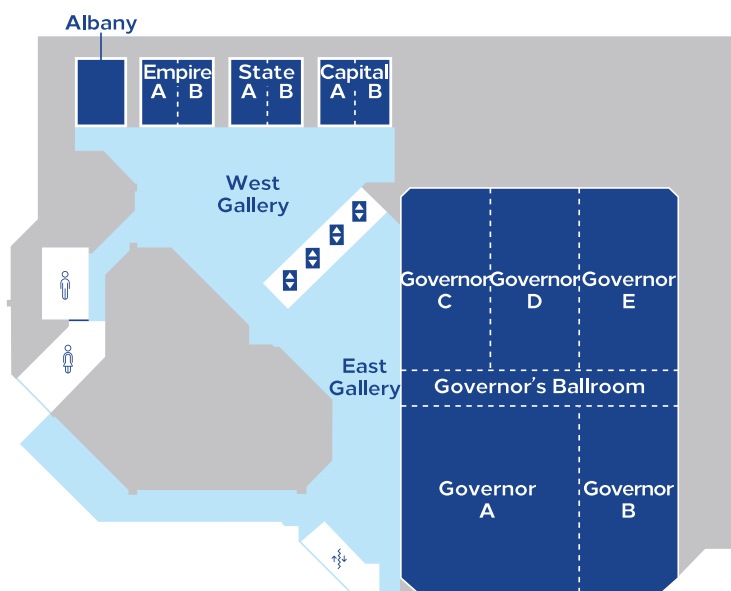 Albany
Empire
A B
State
A B
Capital
A B
West
Gallery
Governor
C
Governor
D
Governor
E
East
Gallery
Governor's Ballroom
Governor
A
Governor
B